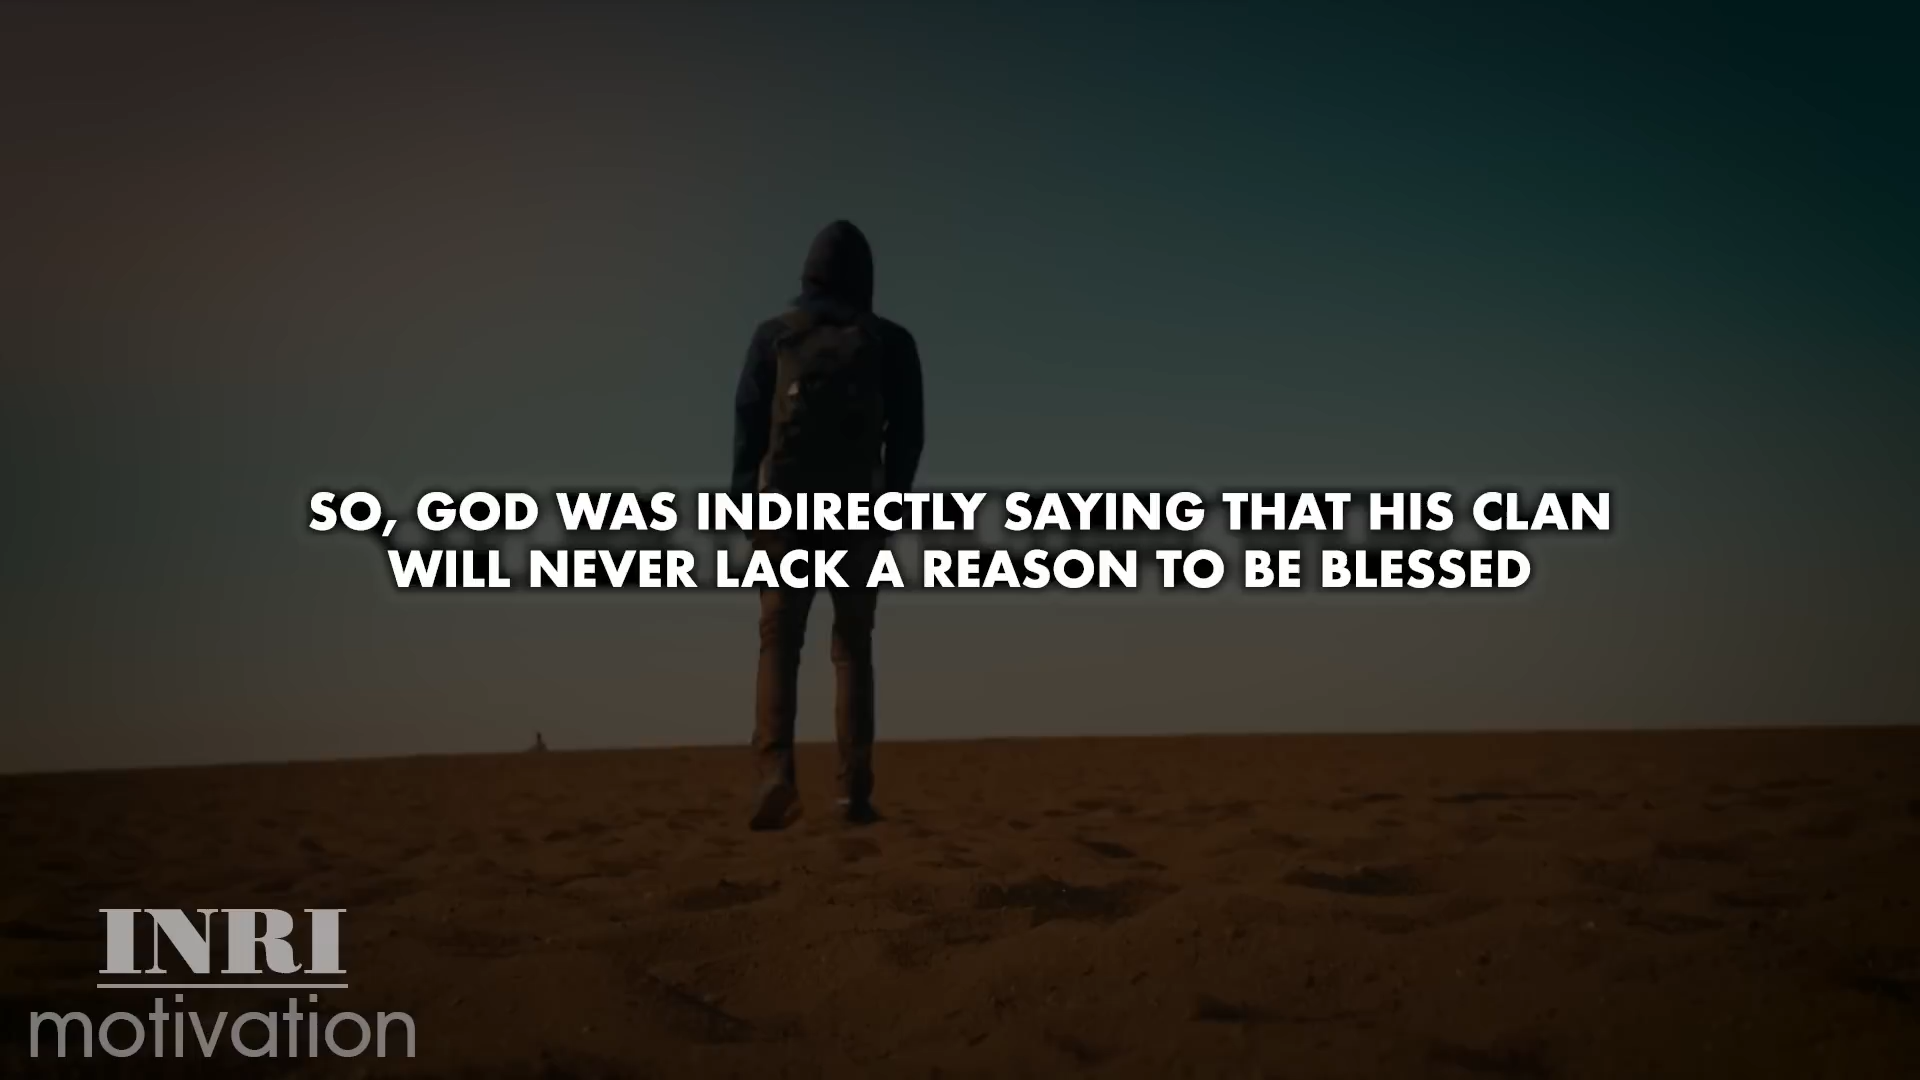 SO, GOD WAS INDIRECTLY SAYING THAT HIS CLAN
WILL NEVER LACK A REASON TO BE BLESSED
INRI
motivation